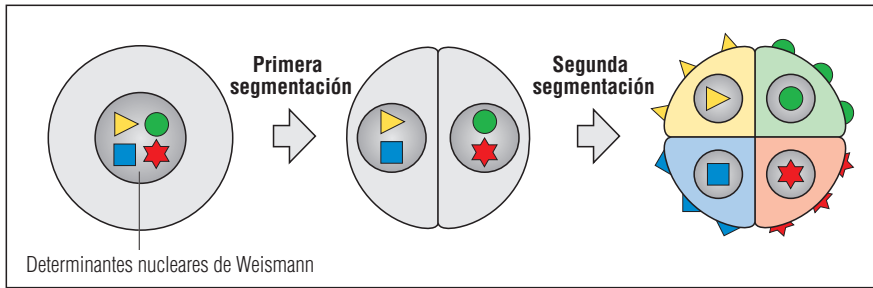 Primera
segmentación
Segunda
segmentación
Determinantes nucleares de Weismann